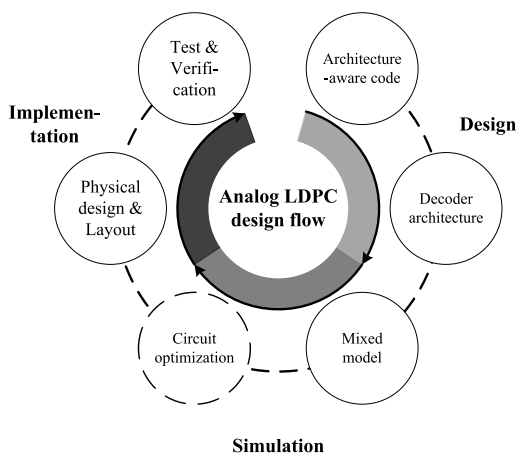 Test &
Verifi-
cation
Architecture
-aware code
Implemen-
tation
Design
Physical
design &
Layout
Analog LDPC
design flow
Decoder
architecture
Circuit
optimization
Mixed
model
Simulation